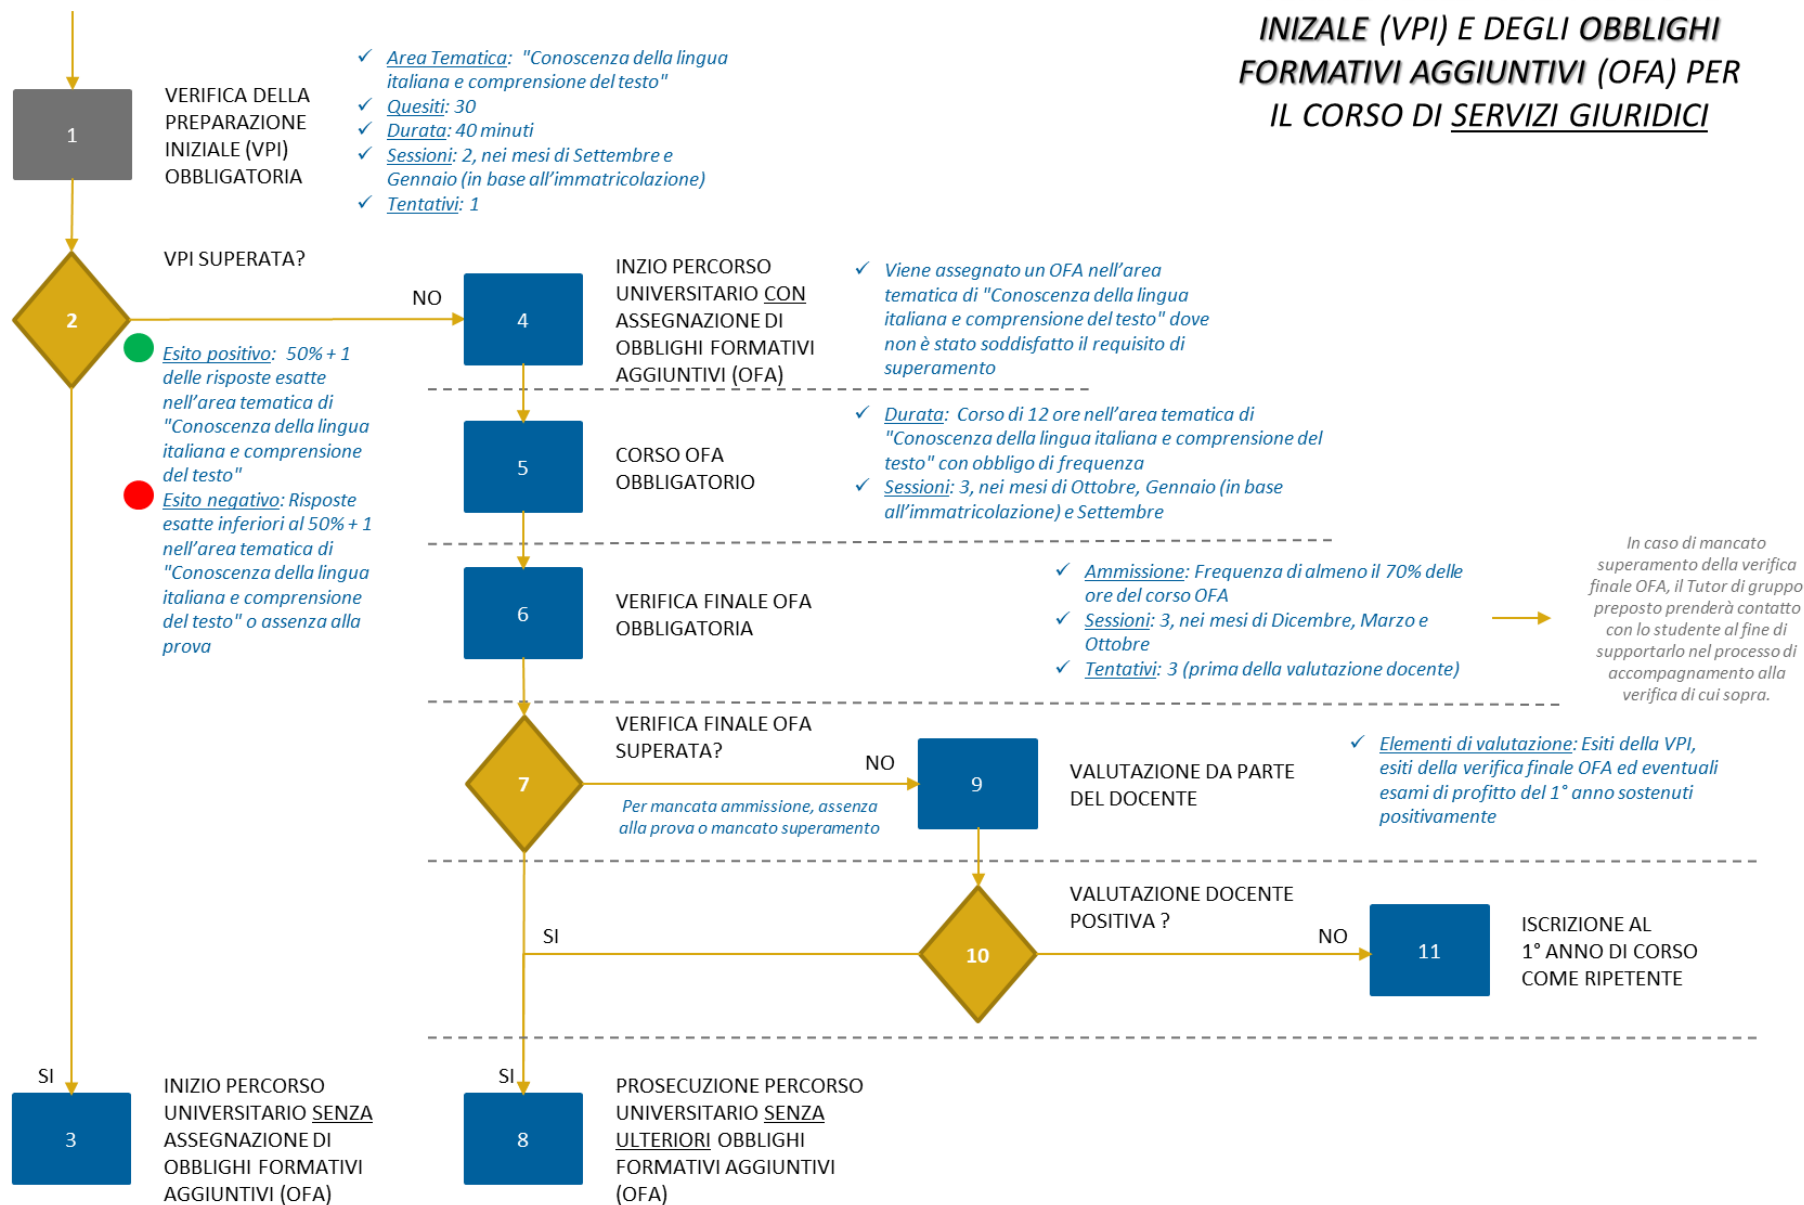 INIZALE (VPI) E DEGLI OBBLIGHI
FORMATIVI AGGIUNTIVI (OFA) PER
IL CORSO DI SERVIZI GIURIDICI
1
VERIFICA DELLA
PREPARAZIONE
INIZIALE (VPI)
OBBLIGATORIA
✓ Area Tematica: "Conoscenza della lingua
italiana e comprensione del testo"
✓ Quesiti: 30
✓ Durata: 40 minuti
✓ Sessioni: 2, nei mesi di Settembre e
Gennaio (in base all'immatricolazione)
✓ Tentativi: 1
2
VPI SUPERATA?
NO
Esito positivo: 50% + 1
delle risposte esatte
nell'area tematica di
"Conoscenza della lingua
italiana e comprensione
del testo"
Esito negativo: Risposte
esatte inferiori al 50% + 1
nell'area tematica di
"Conoscenza della lingua
italiana e comprensione
del testo" o assenza alla
prova
4
INZIO PERCORSO
UNIVERSITARIO CON
ASSEGNAZIONE DI
OBBLIGHI FORMATIVI
AGGIUNTIVI (OFA)
✓ Viene assegnato un OFA nell'area
tematica di "Conoscenza della lingua
italiana e comprensione del testo" dove
non è stato soddisfatto il requisito di
superamento
5
CORSO OFA
OBBLIGATORIO
✓ Durata: Corso di 12 ore nell'area tematica di
"Conoscenza della lingua italiana e comprensione del
testo" con obbligo di frequenza
✓ Sessioni: 3, nei mesi di Ottobre, Gennaio (in base
all'immatricolazione) e Settembre
6
VERIFICA FINALE OFA
OBBLIGATORIA
✓ Ammissione: Frequenza di almeno il 70% delle
ore del corso OFA
✓ Sessioni: 3, nei mesi di Dicembre, Marzo e
Ottobre
✓ Tentativi: 3 (prima della valutazione docente)
In caso di mancato
superamento della verifica
finale OFA, il Tutor di gruppo
preposto prenderà contatto
con lo studente al fine di
supportarlo nel processo di
accompagnamento alla
verifica di cui sopra.
7
VERIFICA FINALE OFA
SUPERATA?
NO
Per mancata ammissione, assenza
alla prova o mancato superamento
9
VALUTAZIONE DA PARTE
DEL DOCENTE
✓ Elementi di valutazione: Esiti della VPI,
esiti della verifica finale OFA ed eventuali
esami di profitto del 1° anno sostenuti
positivamente
10
VALUTAZIONE DOCENTE
POSITIVA ?
SI
NO
11
ISCRIZIONE AL
1° ANNO DI CORSO
COME RIPETENTE
SI
3
INIZIO PERCORSO
UNIVERSITARIO SENZA
ASSEGNAZIONE DI
OBBLIGHI FORMATIVI
AGGIUNTIVI (OFA)
SI
8
PROSECUZIONE PERCORSO
UNIVERSITARIO SENZA
ULTERIORI OBBLIGHI
FORMATIVI AGGIUNTIVI
(OFA)